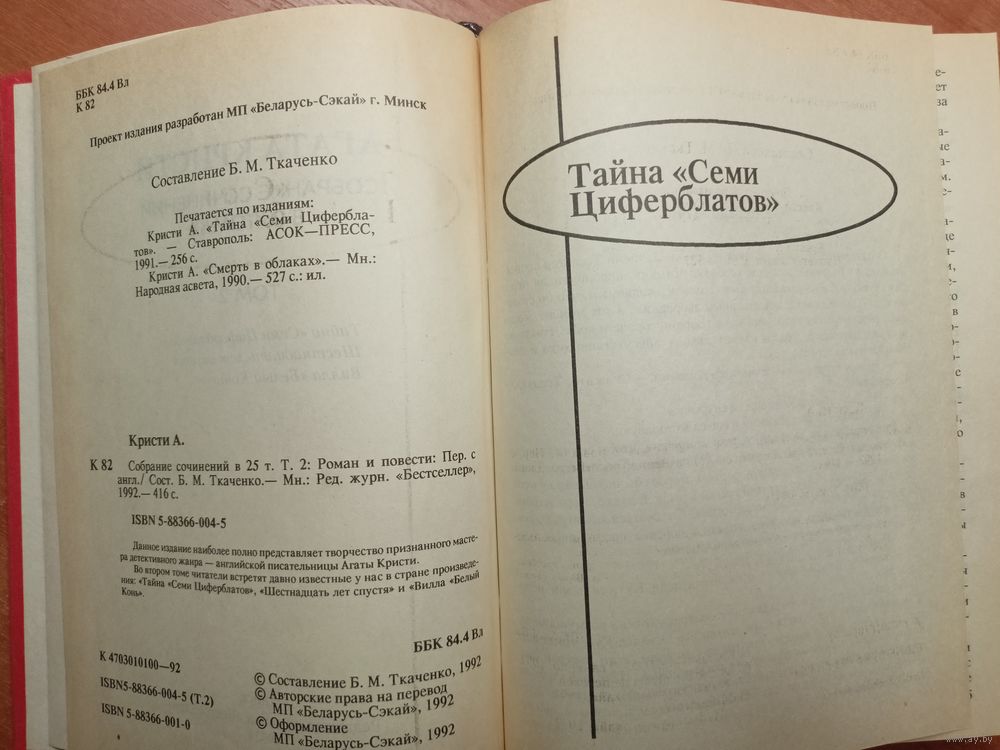 ББК 84.4 Вл
К 82
Проект издания разработан МП «Беларусь-Сэкай» г. Минск
Составление Б. М. Ткаченко
Печатается по изданиям:
Кристи А. «Тайна «Семи Цифербла-
тов». — Ставрополь: АСОК—ПРЕСС,
1991.— 256 с.
Кристи А. «Смерть в облаках».— Мн.:
Народная асвета, 1990.— 527 с.: ил.
Кристи А.
К 82 Собрание сочинений в 25 т. Т. 2: Роман и повести: Пер. с
англ./ Сост. Б. М. Ткаченко.— Мн.: Ред. журн. «Бестселлер»,
1992.— 416 с.
ISBN 5-88366-004-5
Данное издание наиболее полно представляет творчество признанного масте-
ра детективного жанра — английской писательницы Агаты Кристи.
Во втором томе читатели встретят давно известные у нас в стране произведе-
ния: «Тайна «Семи Циферблатов», «Шестнадцать лет спустя» и «Вилла «Белый
Конь».
ББК 84.4 Вл
К 4703010100—92
ISBN5-88366-004-5 (Т.2)
ISBN 5-88366-001-0
© Составление Б. М. Ткаченко, 1992
© Авторские права на перевод
МП «Беларусь-Сэкай», 1992
© Оформление
МП «Беларусь-Сэкай», 1992
Тайна «Семи
Циферблатов»
www.ay.by